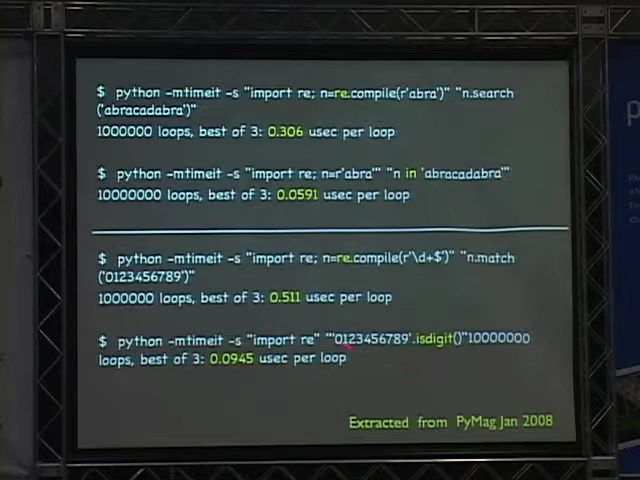 $ python -mtimeit -s "import re; n=re.compile(r'abra')" "n.search
('abracadabra')"
1000000 loops, best of 3: 0.306 usec per loop
$ python -mtimeit -s "import re; n=r'abra'" "n in 'abracadabra'"
10000000 loops, best of 3: 0.0591 usec per loop
$ python -mtimeit -s "import re; n=re.compile(r'\d+$')" "n.match
('0123456789')"
1000000 loops, best of 3: 0.511 usec per loop
$ python -mtimeit -s "import re" "'0123456789'.isdigit()"10000000
loops, best of 3: 0.0945 usec per loop
Extracted from PyMag Jan 2008